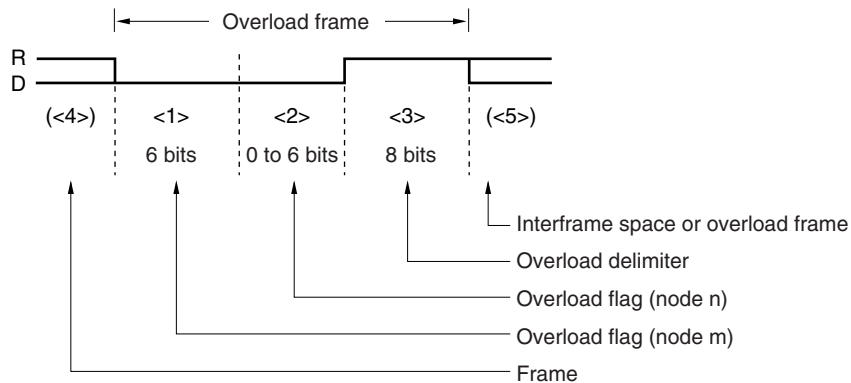 Overload frame
R
D
(<4>) <1> <2> <3> (<5>)
6 bits 0 to 6 bits 8 bits
Interframe space or overload frame
Overload delimiter
Overload flag (node n)
Overload flag (node m)
Frame